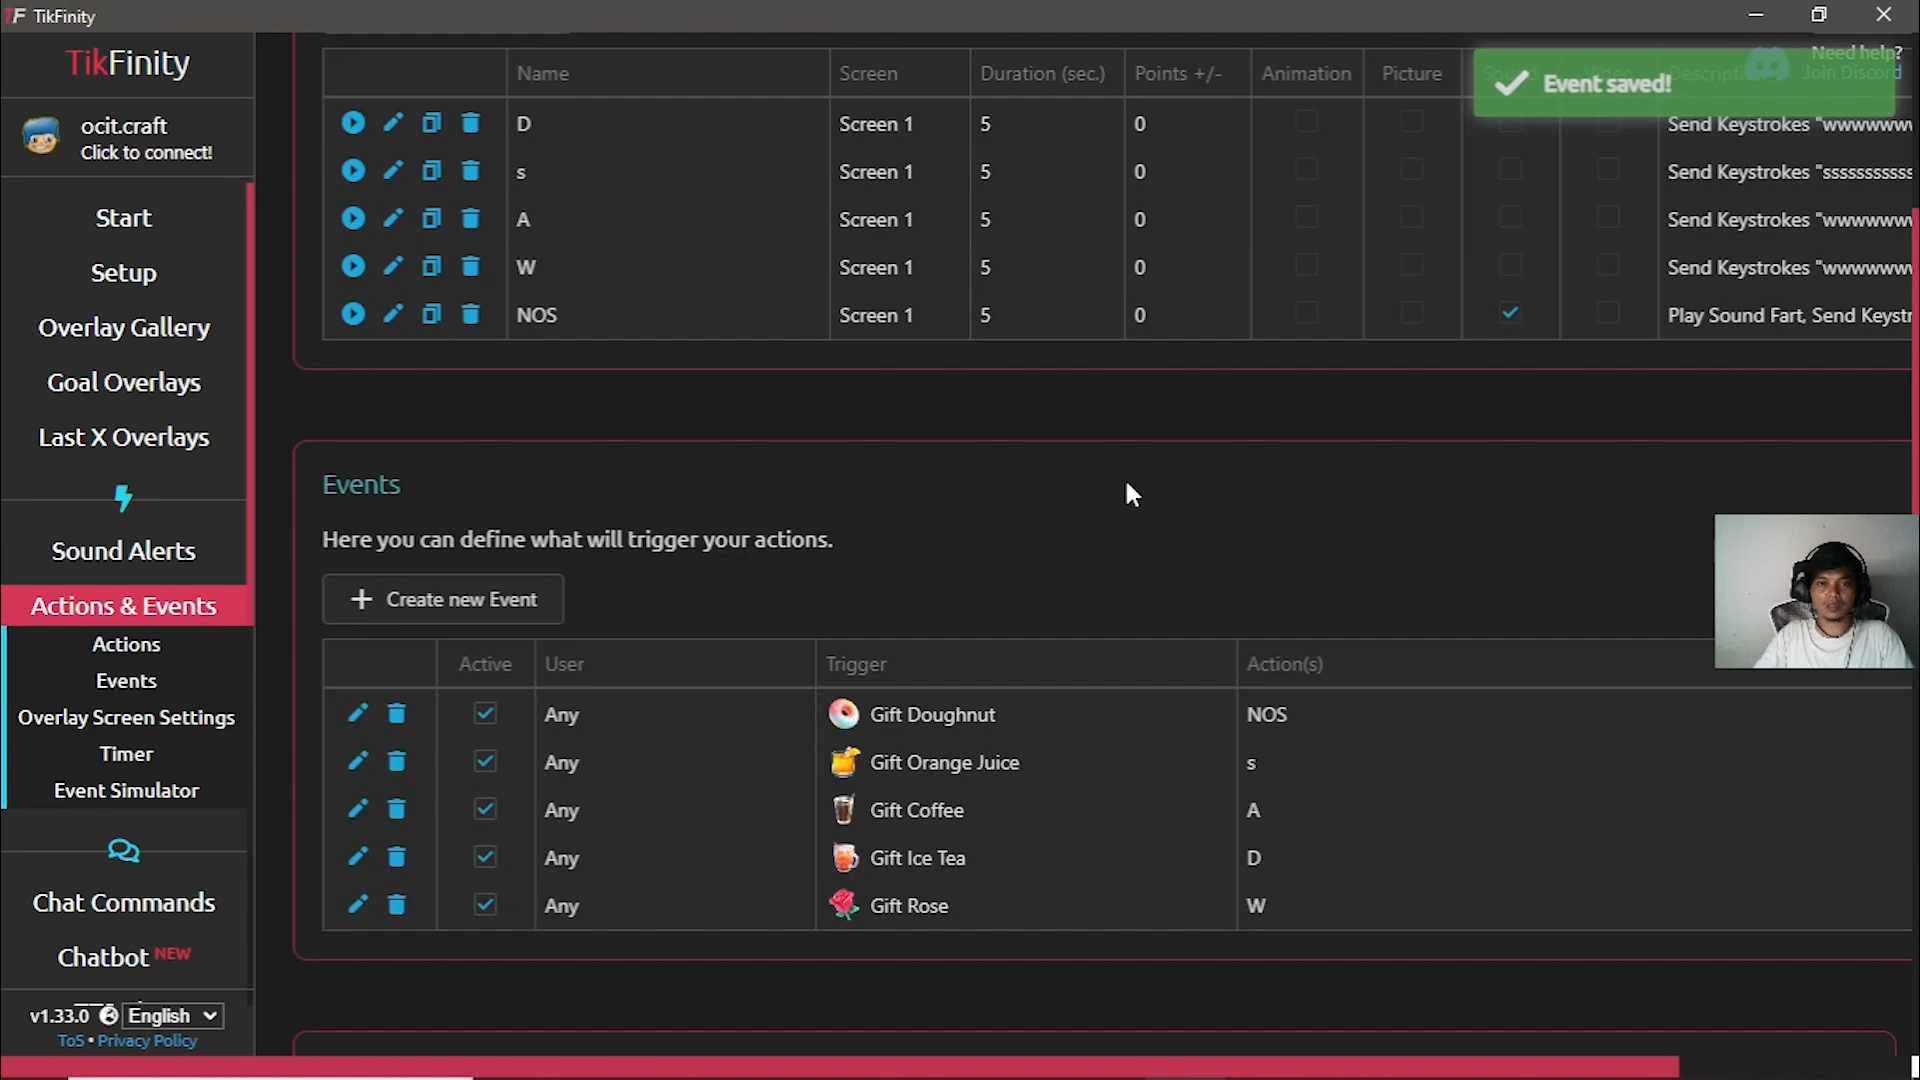 TF TikFinity
TikFinity
ocit.craft
Click to connect!
Start
Setup
Overlay Gallery
Goal Overlays
Last X Overlays
Sound Alerts
Actions & Events
Actions
Events
Overlay Screen Settings
Timer
Event Simulator
Chat Commands
Chatbot NEW
v1.33.0 English
ToS • Privacy Policy
Name Screen Duration (sec.) Points +/- Animation Picture
Need help?
Join Discord
Event saved!
D Screen 1 5 0 Send Keystrokes "wwwwww
s Screen 1 5 0 Send Keystrokes "sssssssssss
A Screen 1 5 0 Send Keystrokes "wwwwww
W Screen 1 5 0 Send Keystrokes "wwwwww
NOS Screen 1 5 0 Play Sound Fart, Send Keystr
Events
Here you can define what will trigger your actions.
+ Create new Event
Active User Trigger Action(s)
Any Gift Doughnut NOS
Any Gift Orange Juice s
Any Gift Coffee A
Any Gift Ice Tea D
Any Gift Rose W